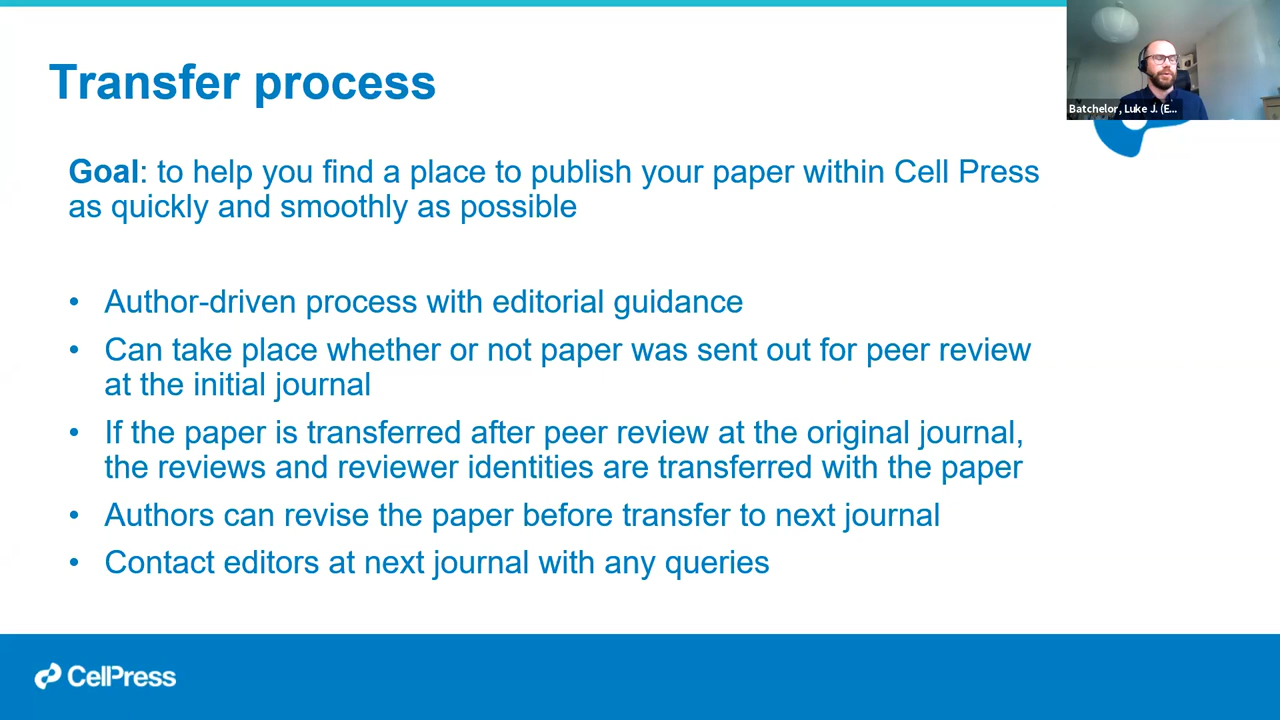 Transfer process
Batchelor, Luke J. (E...
Goal: to help you find a place to publish your paper within Cell Press
as quickly and smoothly as possible
• Author-driven process with editorial guidance
• Can take place whether or not paper was sent out for peer review
at the initial journal
• If the paper is transferred after peer review at the original journal,
the reviews and reviewer identities are transferred with the paper
• Authors can revise the paper before transfer to next journal
• Contact editors at next journal with any queries
CellPress